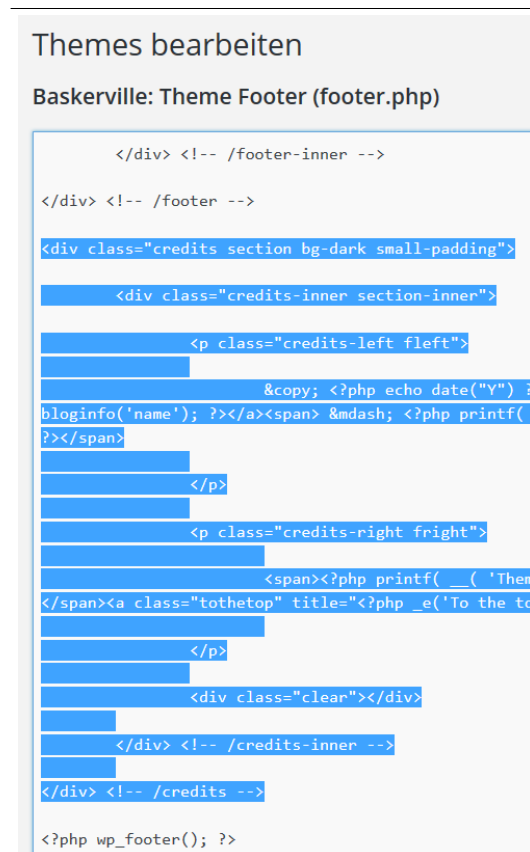 Themes bearbeiten
Baskerville: Theme Footer (footer.php)
</div> <!-- /footer-inner -->
</div> <!-- /footer -->
<div class="credits section bg-dark small-padding">
<div class="credits-inner section-inner">
<p class="credits-left fleft">
&copy; <?php echo date("Y") ?
bloginfo('name'); ?></a><span> &mdash; <?php printf(
?></span>
</p>
<p class="credits-right fright">
<span><?php printf( __( 'Them
</span><a class="tothetop" title="<?php _e('To the to
</p>
<div class="clear"></div>
</div> <!-- /credits-inner -->
</div> <!-- /credits -->
<?php wp_footer(); ?>